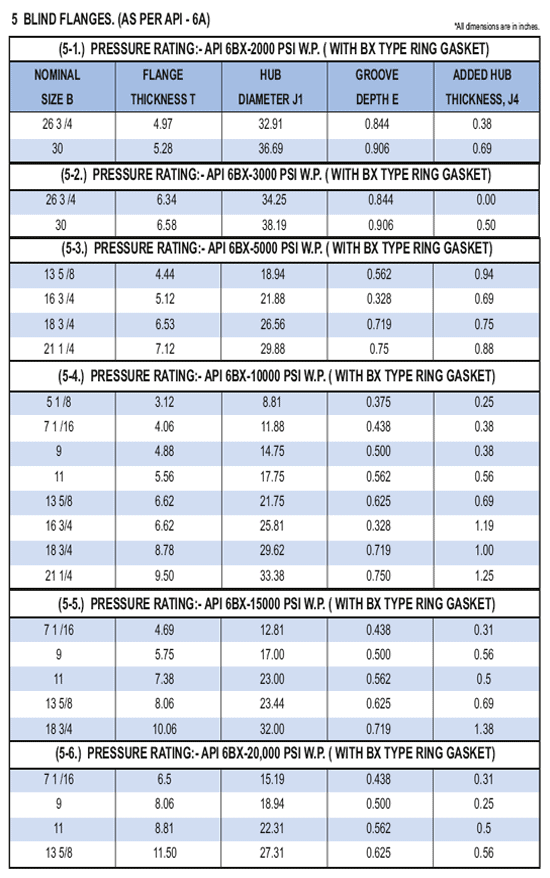 5 BLIND FLANGES. (AS PER API - 6A)
*All dimensions are in inches.
(5-1.) PRESSURE RATING:- API 6BX-2000 PSI W.P. ( WITH BX TYPE RING GASKET)
NOMINAL FLANGE HUB GROOVE ADDED HUB
SIZE B THICKNESS T DIAMETER J1 DEPTH E THICKNESS, J4
26 3 /4 4.97 32.91 0.844 0.38
30 5.28 36.69 0.906 0.69
(5-2.) PRESSURE RATING:- API 6BX-3000 PSI W.P. ( WITH BX TYPE RING GASKET)
26 3 /4 6.34 34.25 0.844 0.00
30 6.58 38.19 0.906 0.50
(5-3.) PRESSURE RATING:- API 6BX-5000 PSI W.P. ( WITH BX TYPE RING GASKET)
13 5 /8 4.44 18.94 0.562 0.94
16 3 /4 5.12 21.88 0.328 0.69
18 3 /4 6.53 26.56 0.719 0.75
21 1 /4 7.12 29.88 0.75 0.88
(5-4.) PRESSURE RATING:- API 6BX-10000 PSI W.P. ( WITH BX TYPE RING GASKET)
5 1 /8 3.12 8.81 0.375 0.25
7 1 /16 4.06 11.88 0.438 0.38
9 4.88 14.75 0.500 0.38
11 5.56 17.75 0.562 0.56
13 5/8 6.62 21.75 0.625 0.69
16 3/4 6.62 25.81 0.328 1.19
18 3/4 8.78 29.62 0.719 1.00
21 1/4 9.50 33.38 0.750 1.25
(5-5.) PRESSURE RATING:- API 6BX-15000 PSI W.P. ( WITH BX TYPE RING GASKET)
7 1 /16 4.69 12.81 0.438 0.31
9 5.75 17.00 0.500 0.56
11 7.38 23.00 0.562 0.5
13 5/8 8.06 23.44 0.625 0.69
18 3/4 10.06 32.00 0.719 1.38
(5-6.) PRESSURE RATING:- API 6BX-20,000 PSI W.P. ( WITH BX TYPE RING GASKET)
7 1 /16 6.5 15.19 0.438 0.31
9 8.06 18.94 0.500 0.25
11 8.81 22.31 0.562 0.5
13 5/8 11.50 27.31 0.625 0.56